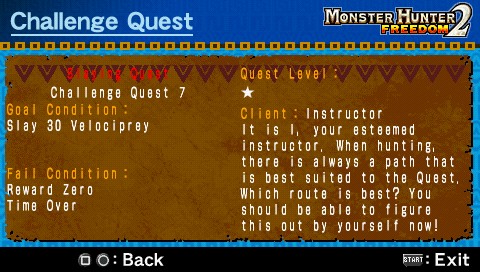 Challenge Quest
MONSTER HUNTER
FREEDOM 2
Slaying Quest
Challenge Quest 7
Goal Condition:
Slay 30 Velociprey
Fail Condition:
Reward Zero
Time Over
Quest Level:
★
Client: Instructor
It is I, your esteemed
instructor. When hunting,
there is always a path that
is best suited to the Quest.
Which route is best? You
should be able to figure
this out by yourself now!
□ ○: Back
START: Exit